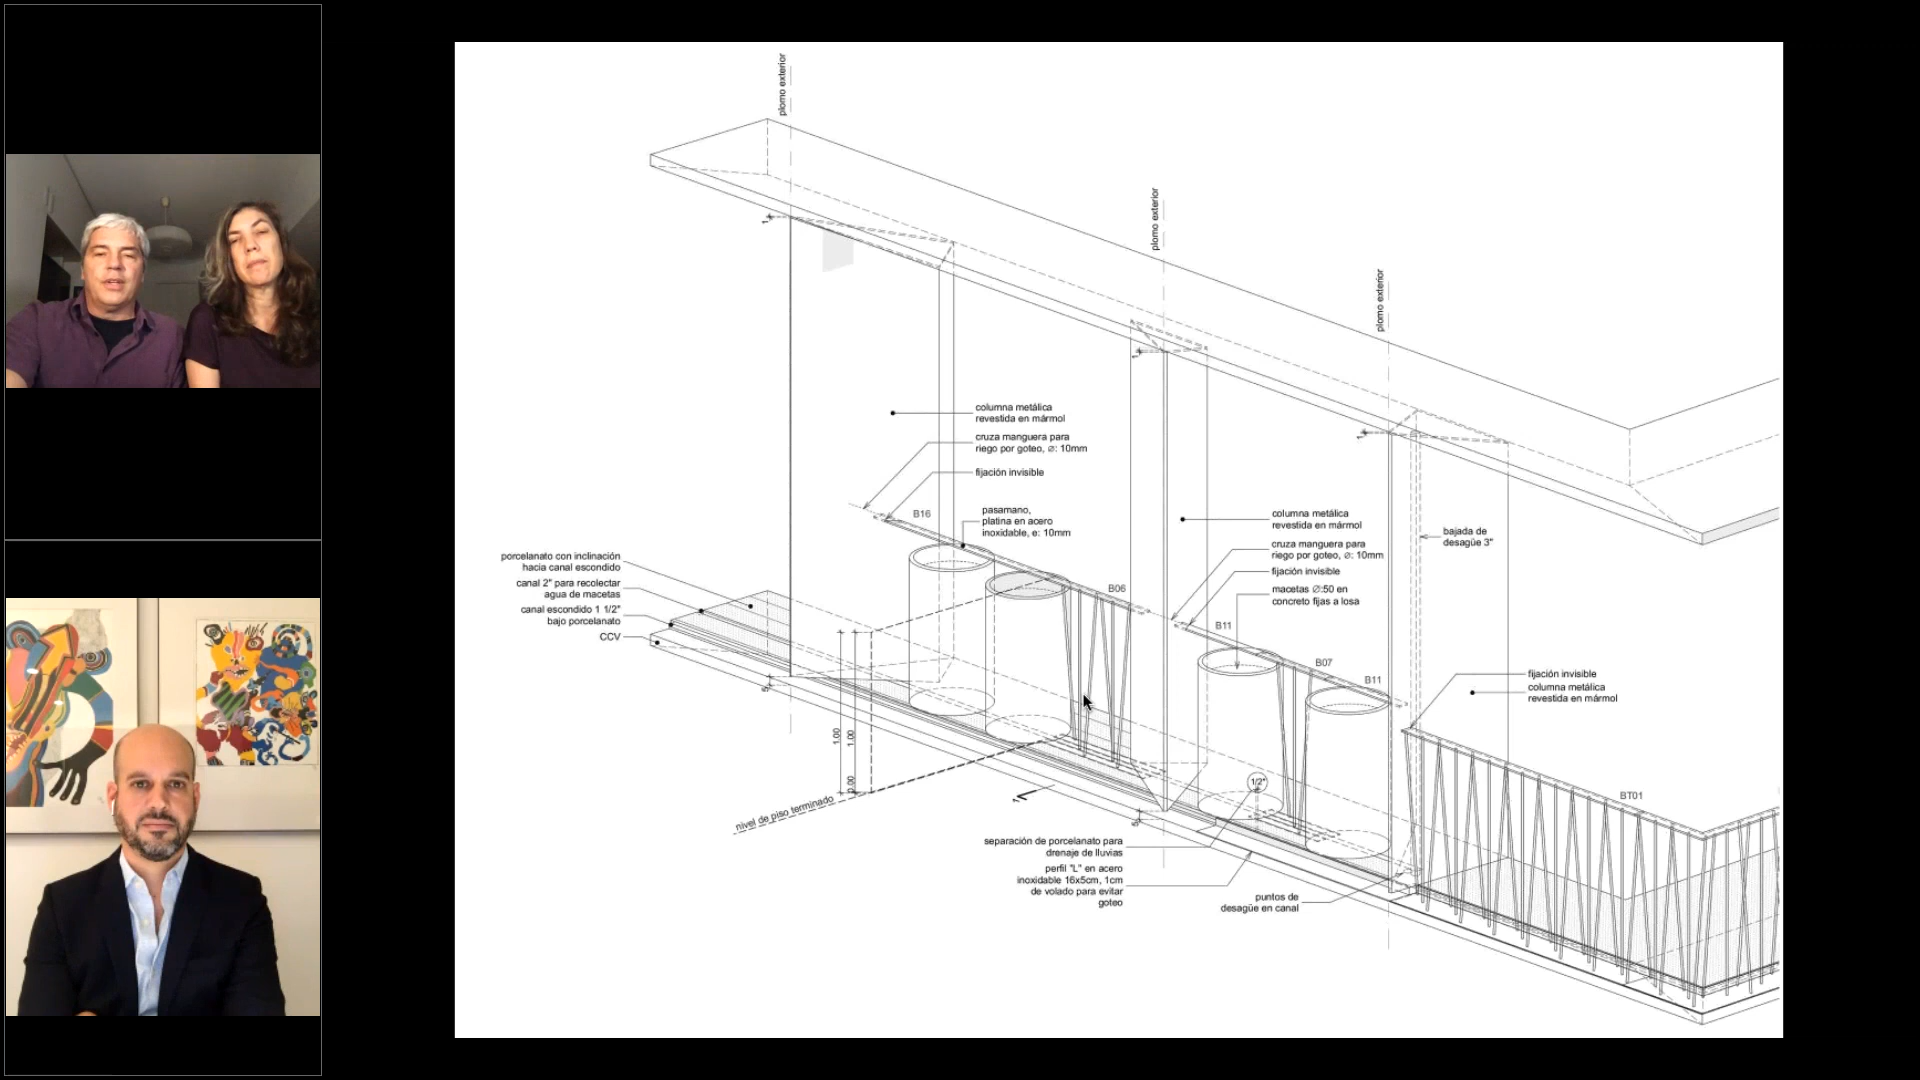 plomo exterior
plomo exterior
plomo exterior
1
1
1
columna metálica
revestida en mármol
cruza manguera para
riego por goteo, ∅: 10mm
fijación invisible
B16
pasamano,
platina en acero
inoxidable, e: 10mm
columna metálica
revestida en mármol
cruza manguera para
riego por goteo, ∅: 10mm
fijación invisible
macetas ∅:50 en
concreto fijas a losa
bajada de
desagüe 3"
porcelanato con inclinación
hacia canal escondido
canal 2" para recolectar
agua de macetas
canal escondido 1 1/2"
bajo porcelanato
CCV
B06
B11
B07
B11
fijación invisible
columna metálica
revestida en mármol
5
1.00
1.00
0.00
nivel de piso terminado
1
1/2"
5
BT01
separación de porcelanato para
drenaje de lluvias
perfil "L" en acero
inoxidable 16x5cm, 1cm
de volado para evitar
goteo
puntos de
desagüe en canal